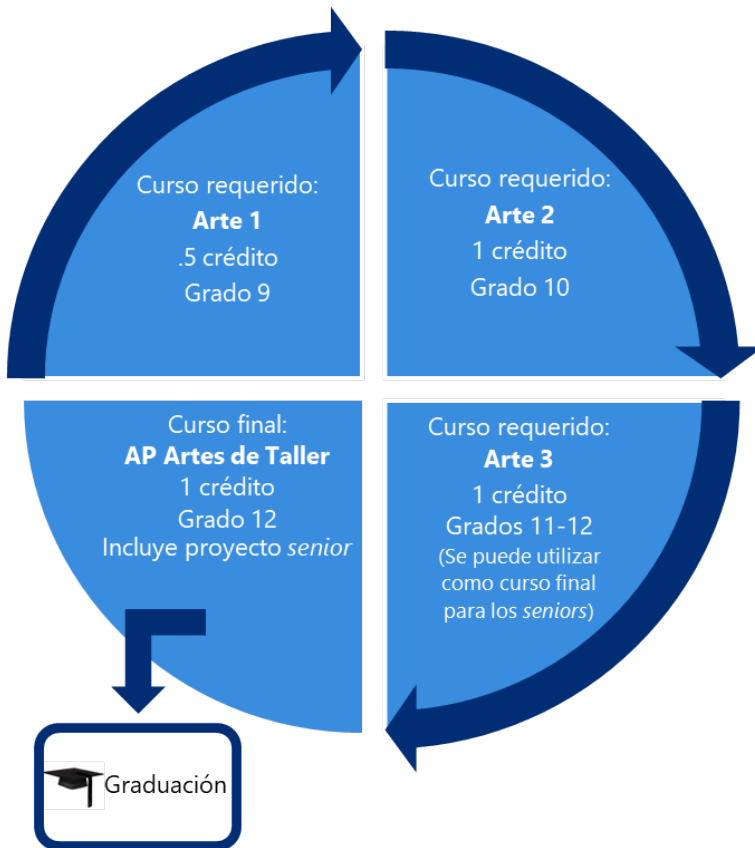 Curso requerido:
Arte 1
.5 crédito
Grado 9
Curso requerido:
Arte 2
1 crédito
Grado 10
Curso requerido:
Arte 3
1 crédito
Grados 11-12
(Se puede utilizar
como curso final
para los seniors)
Curso final:
AP Artes de Taller
1 crédito
Grado 12
Incluye proyecto senior
Graduación